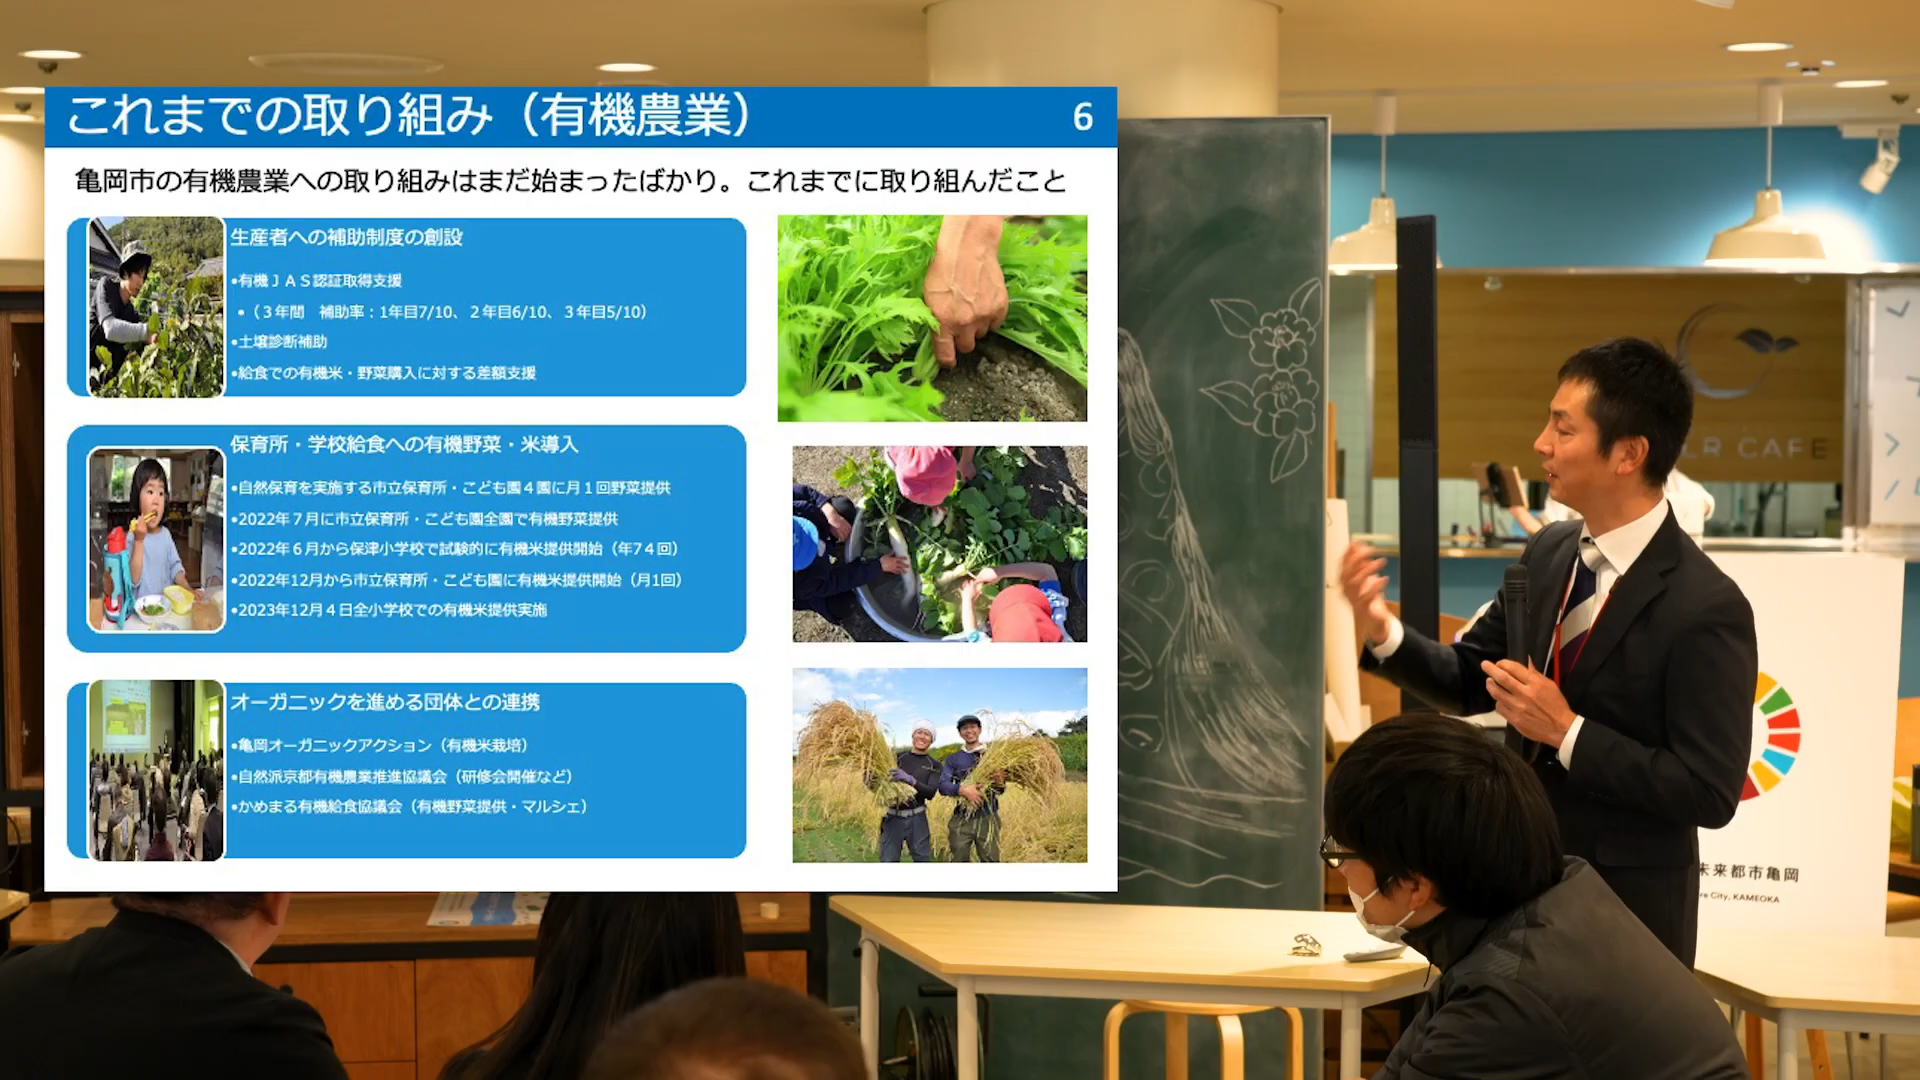 これまでの取り組み（有機農業）
6
亀岡市の有機農業への取り組みはまだ始まったばかり。これまでに取り組んだこと
生産者への補助制度の創設
•有機ＪＡＳ認証取得支援
•（３年間　補助率：1年目7/10、２年目6/10、３年目5/10）
•土壌診断補助
•給食での有機米・野菜購入に対する差額支援
保育所・学校給食への有機野菜・米導入
•自然保育を実施する市立保育所・こども園４園に月１回野菜提供
•2022年７月に市立保育所・こども園全園で有機野菜提供
•2022年６月から保津小学校で試験的に有機米提供開始（年7４回）
•2022年12月から市立保育所・こども園に有機米提供開始（月1回）
•2023年12月４日全小学校での有機米提供実施
オーガニックを進める団体との連携
•亀岡オーガニックアクション（有機米栽培）
•自然派京都有機農業推進協議会（研修会開催など）
•かめまる有機給食協議会（有機野菜提供・マルシェ）
LR CAFE
未来都市亀岡
re City, KAMEOKA